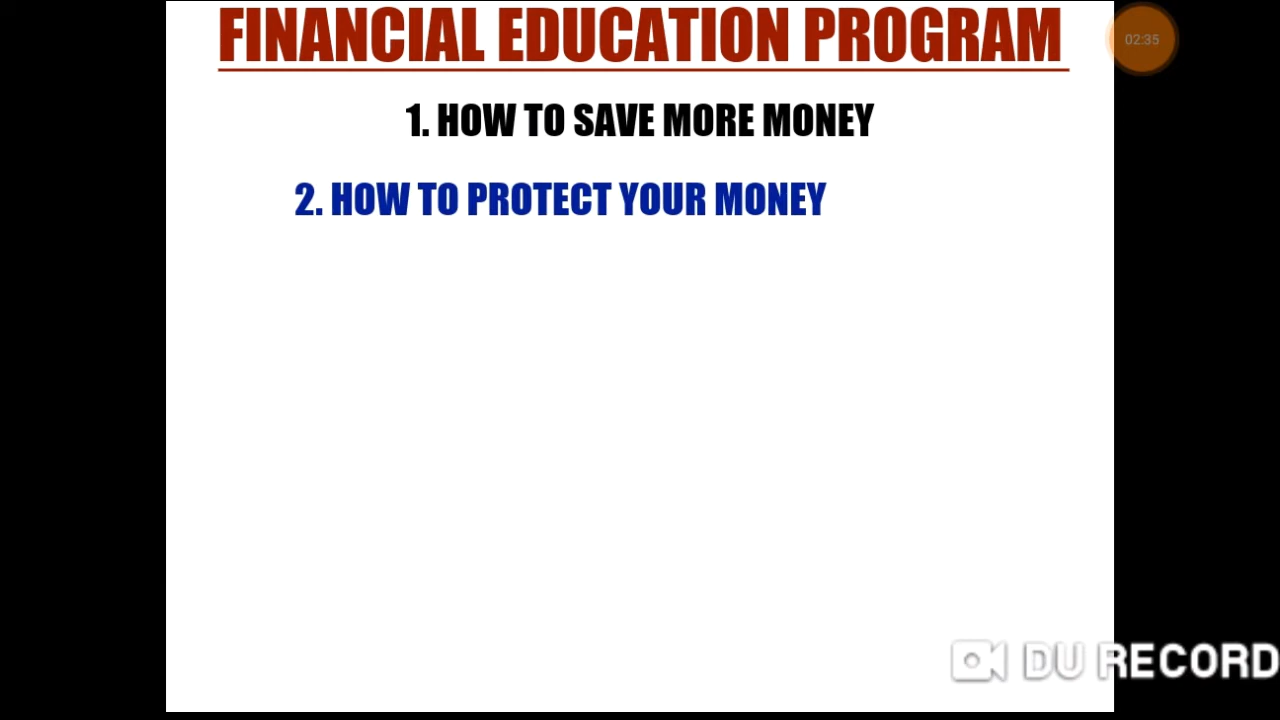 FINANCIAL EDUCATION PROGRAM
02:35
1. HOW TO SAVE MORE MONEY
2. HOW TO PROTECT YOUR MONEY
DU RECORD